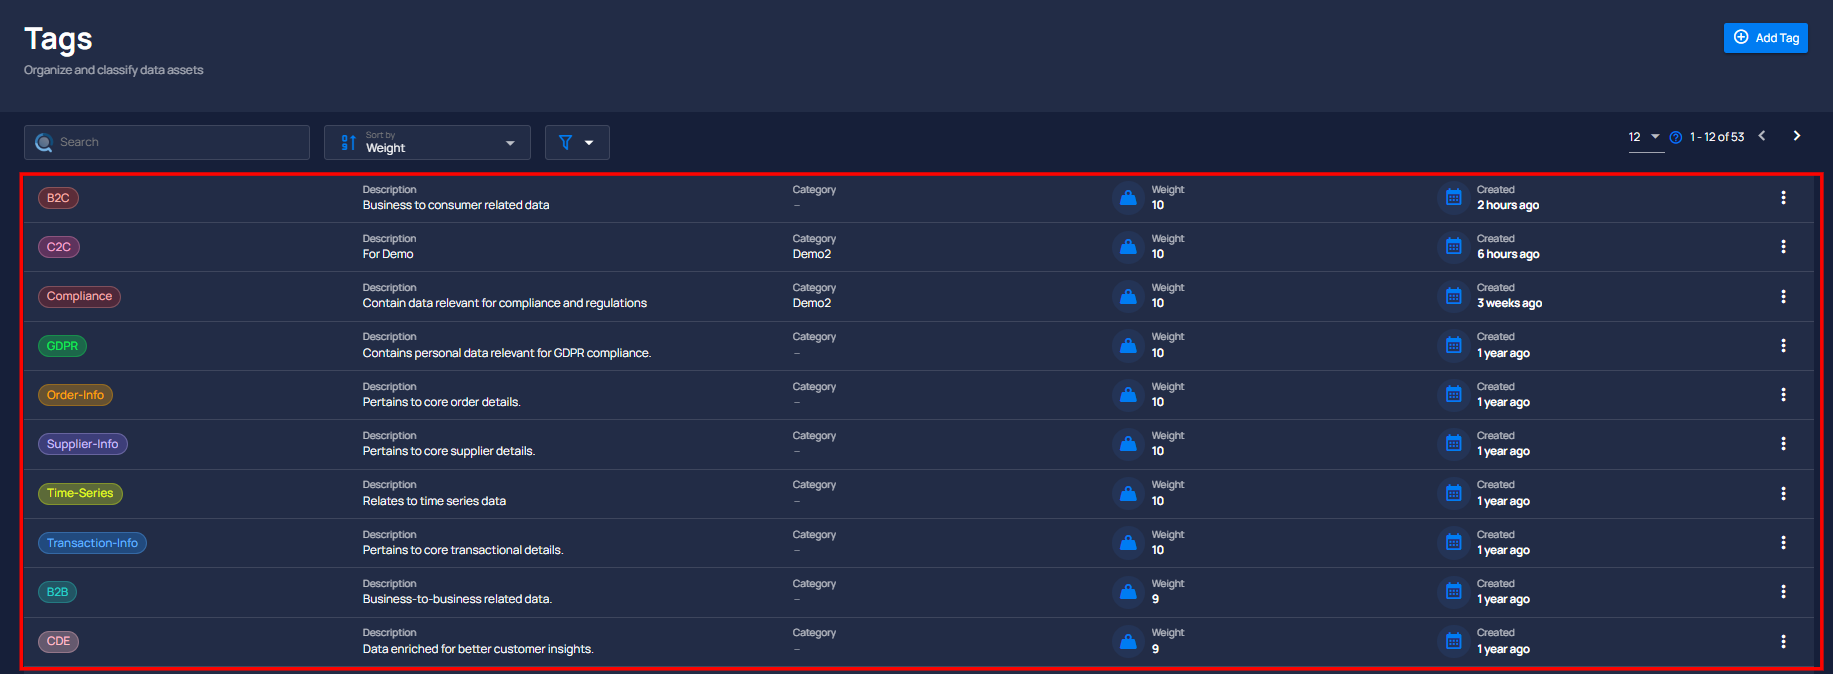 Tags
Organize and classify data assets
Add Tag
Search
Sort by
Weight
12
1 - 12 of 53
B2C
Description
Business to consumer related data
Category
–
Weight
10
Created
2 hours ago
C2C
Description
For Demo
Category
Demo2
Weight
10
Created
6 hours ago
Compliance
Description
Contain data relevant for compliance and regulations
Category
Demo2
Weight
10
Created
3 weeks ago
GDPR
Description
Contains personal data relevant for GDPR compliance.
Category
–
Weight
10
Created
1 year ago
Order-Info
Description
Pertains to core order details.
Category
–
Weight
10
Created
1 year ago
Supplier-Info
Description
Pertains to core supplier details.
Category
–
Weight
10
Created
1 year ago
Time-Series
Description
Relates to time series data
Category
–
Weight
10
Created
1 year ago
Transaction-Info
Description
Pertains to core transactional details.
Category
–
Weight
10
Created
1 year ago
B2B
Description
Business-to-business related data.
Category
–
Weight
9
Created
1 year ago
CDE
Description
Data enriched for better customer insights.
Category
–
Weight
9
Created
1 year ago